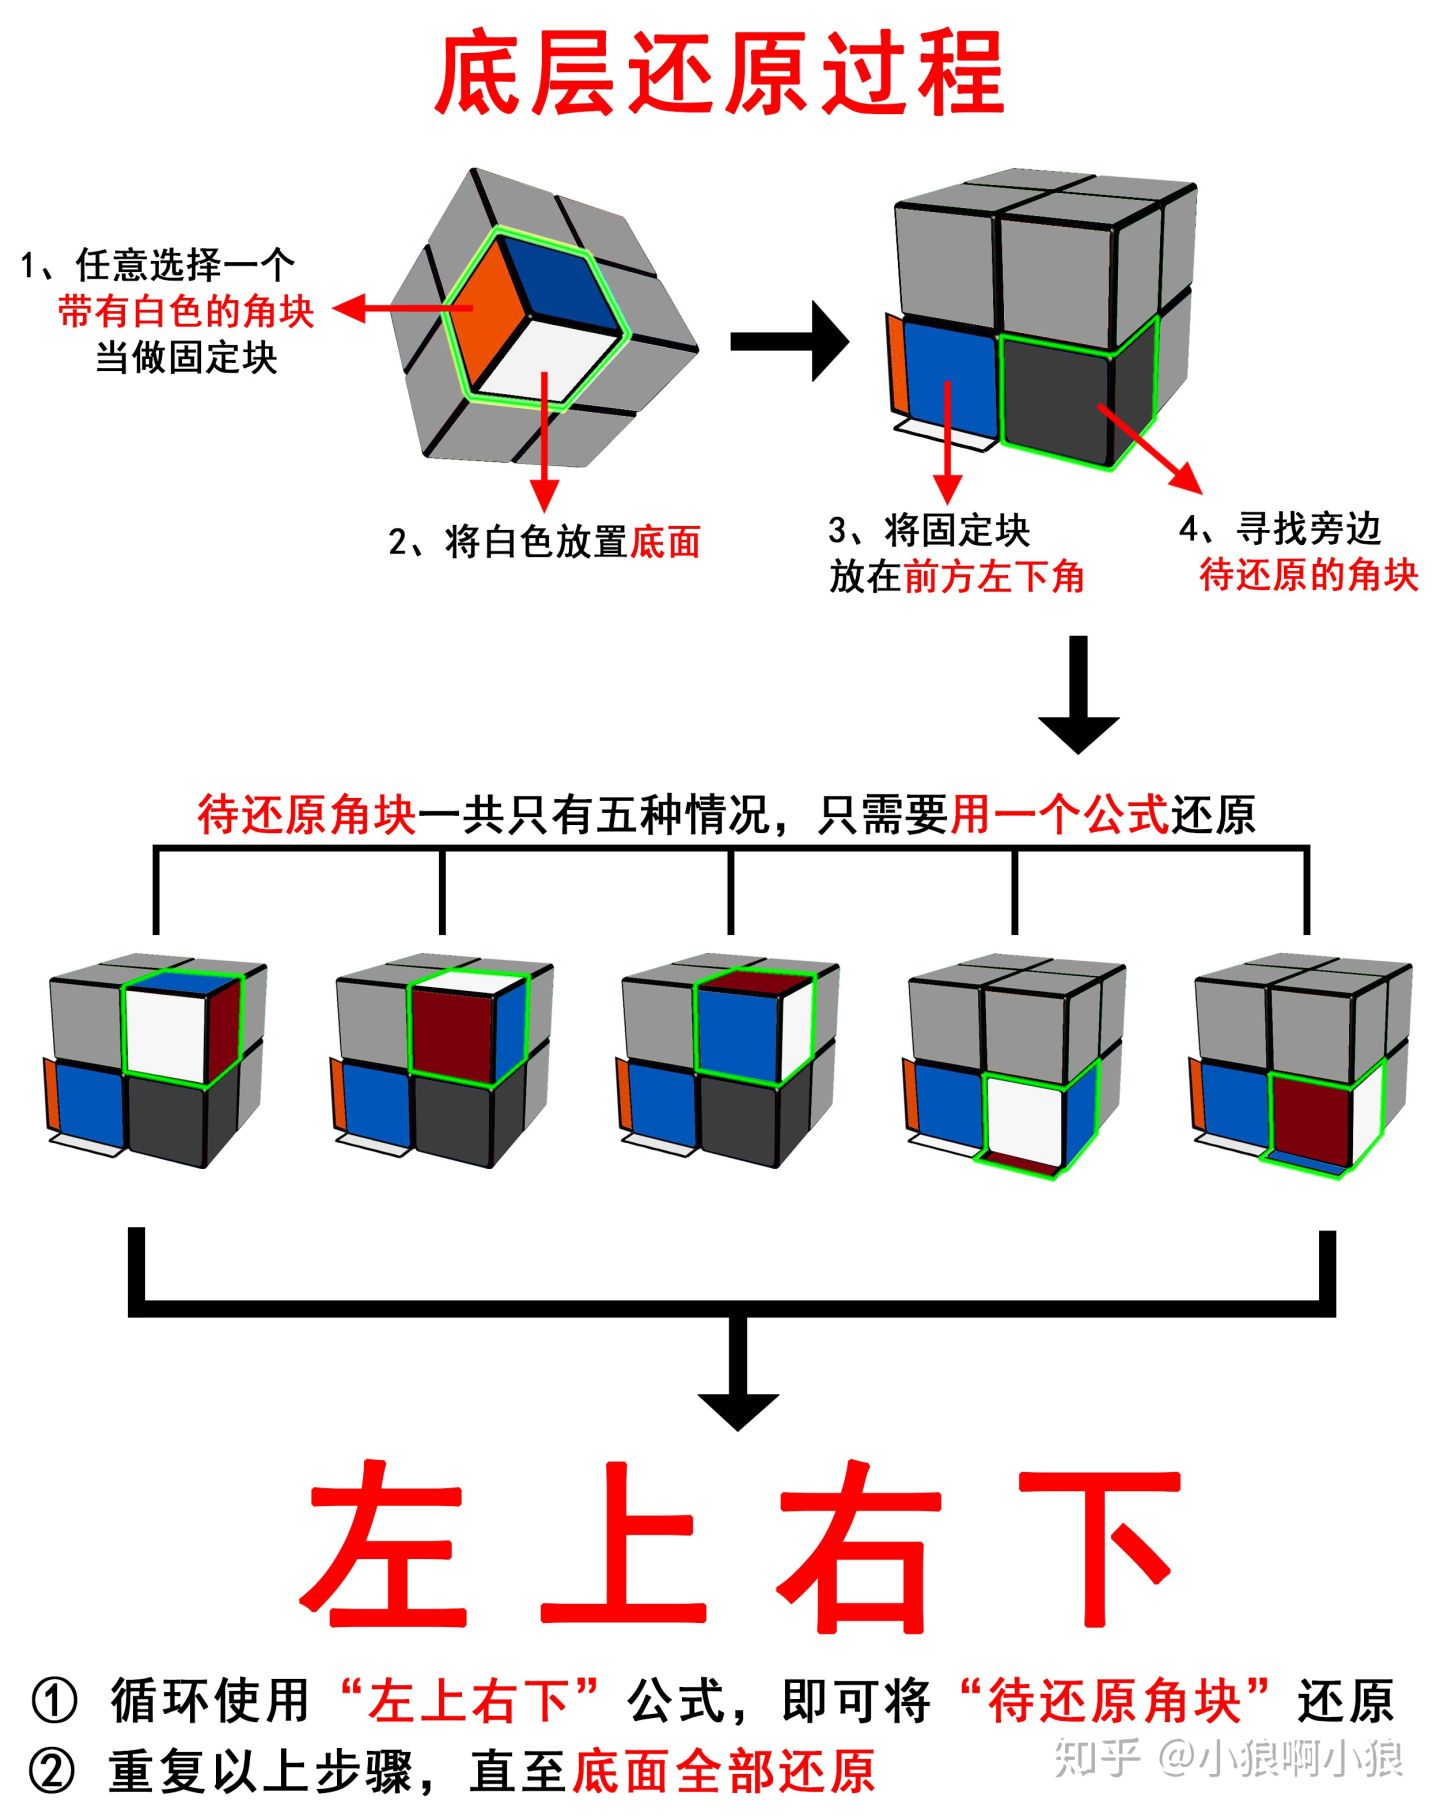 底层还原过程
1、任意选择一个
带有白色的角块
当做固定块
2、将白色放置底面
3、将固定块
放在前方左下角
4、寻找旁边
待还原的角块
待还原角块一共只有五种情况，只需要用一个公式还原
左上右下
① 循环使用“左上右下”公式，即可将“待还原角块”还原
② 重复以上步骤，直至底面全部还原
知乎 @小狼啊小狼